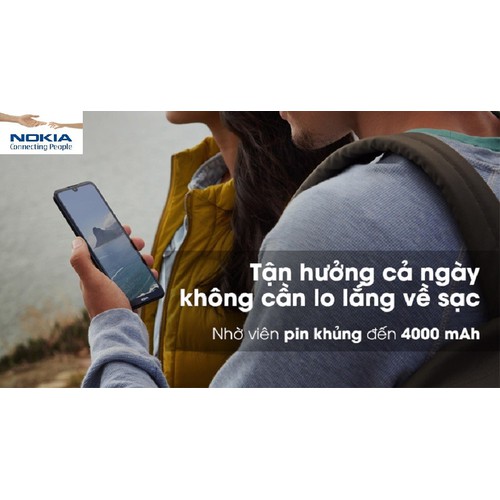 NOKIA
Connecting People
Tận hưởng cả ngày
không cần lo lắng về sạc
Nhờ viên pin khủng đến 4000 mAh